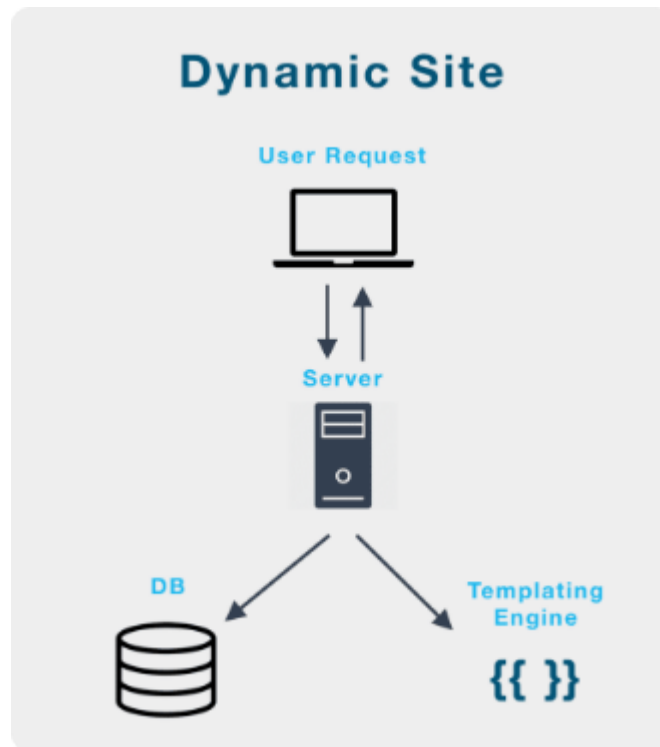 Dynamic Site
User Request
Server
DB
Templating
Engine
{{ }}